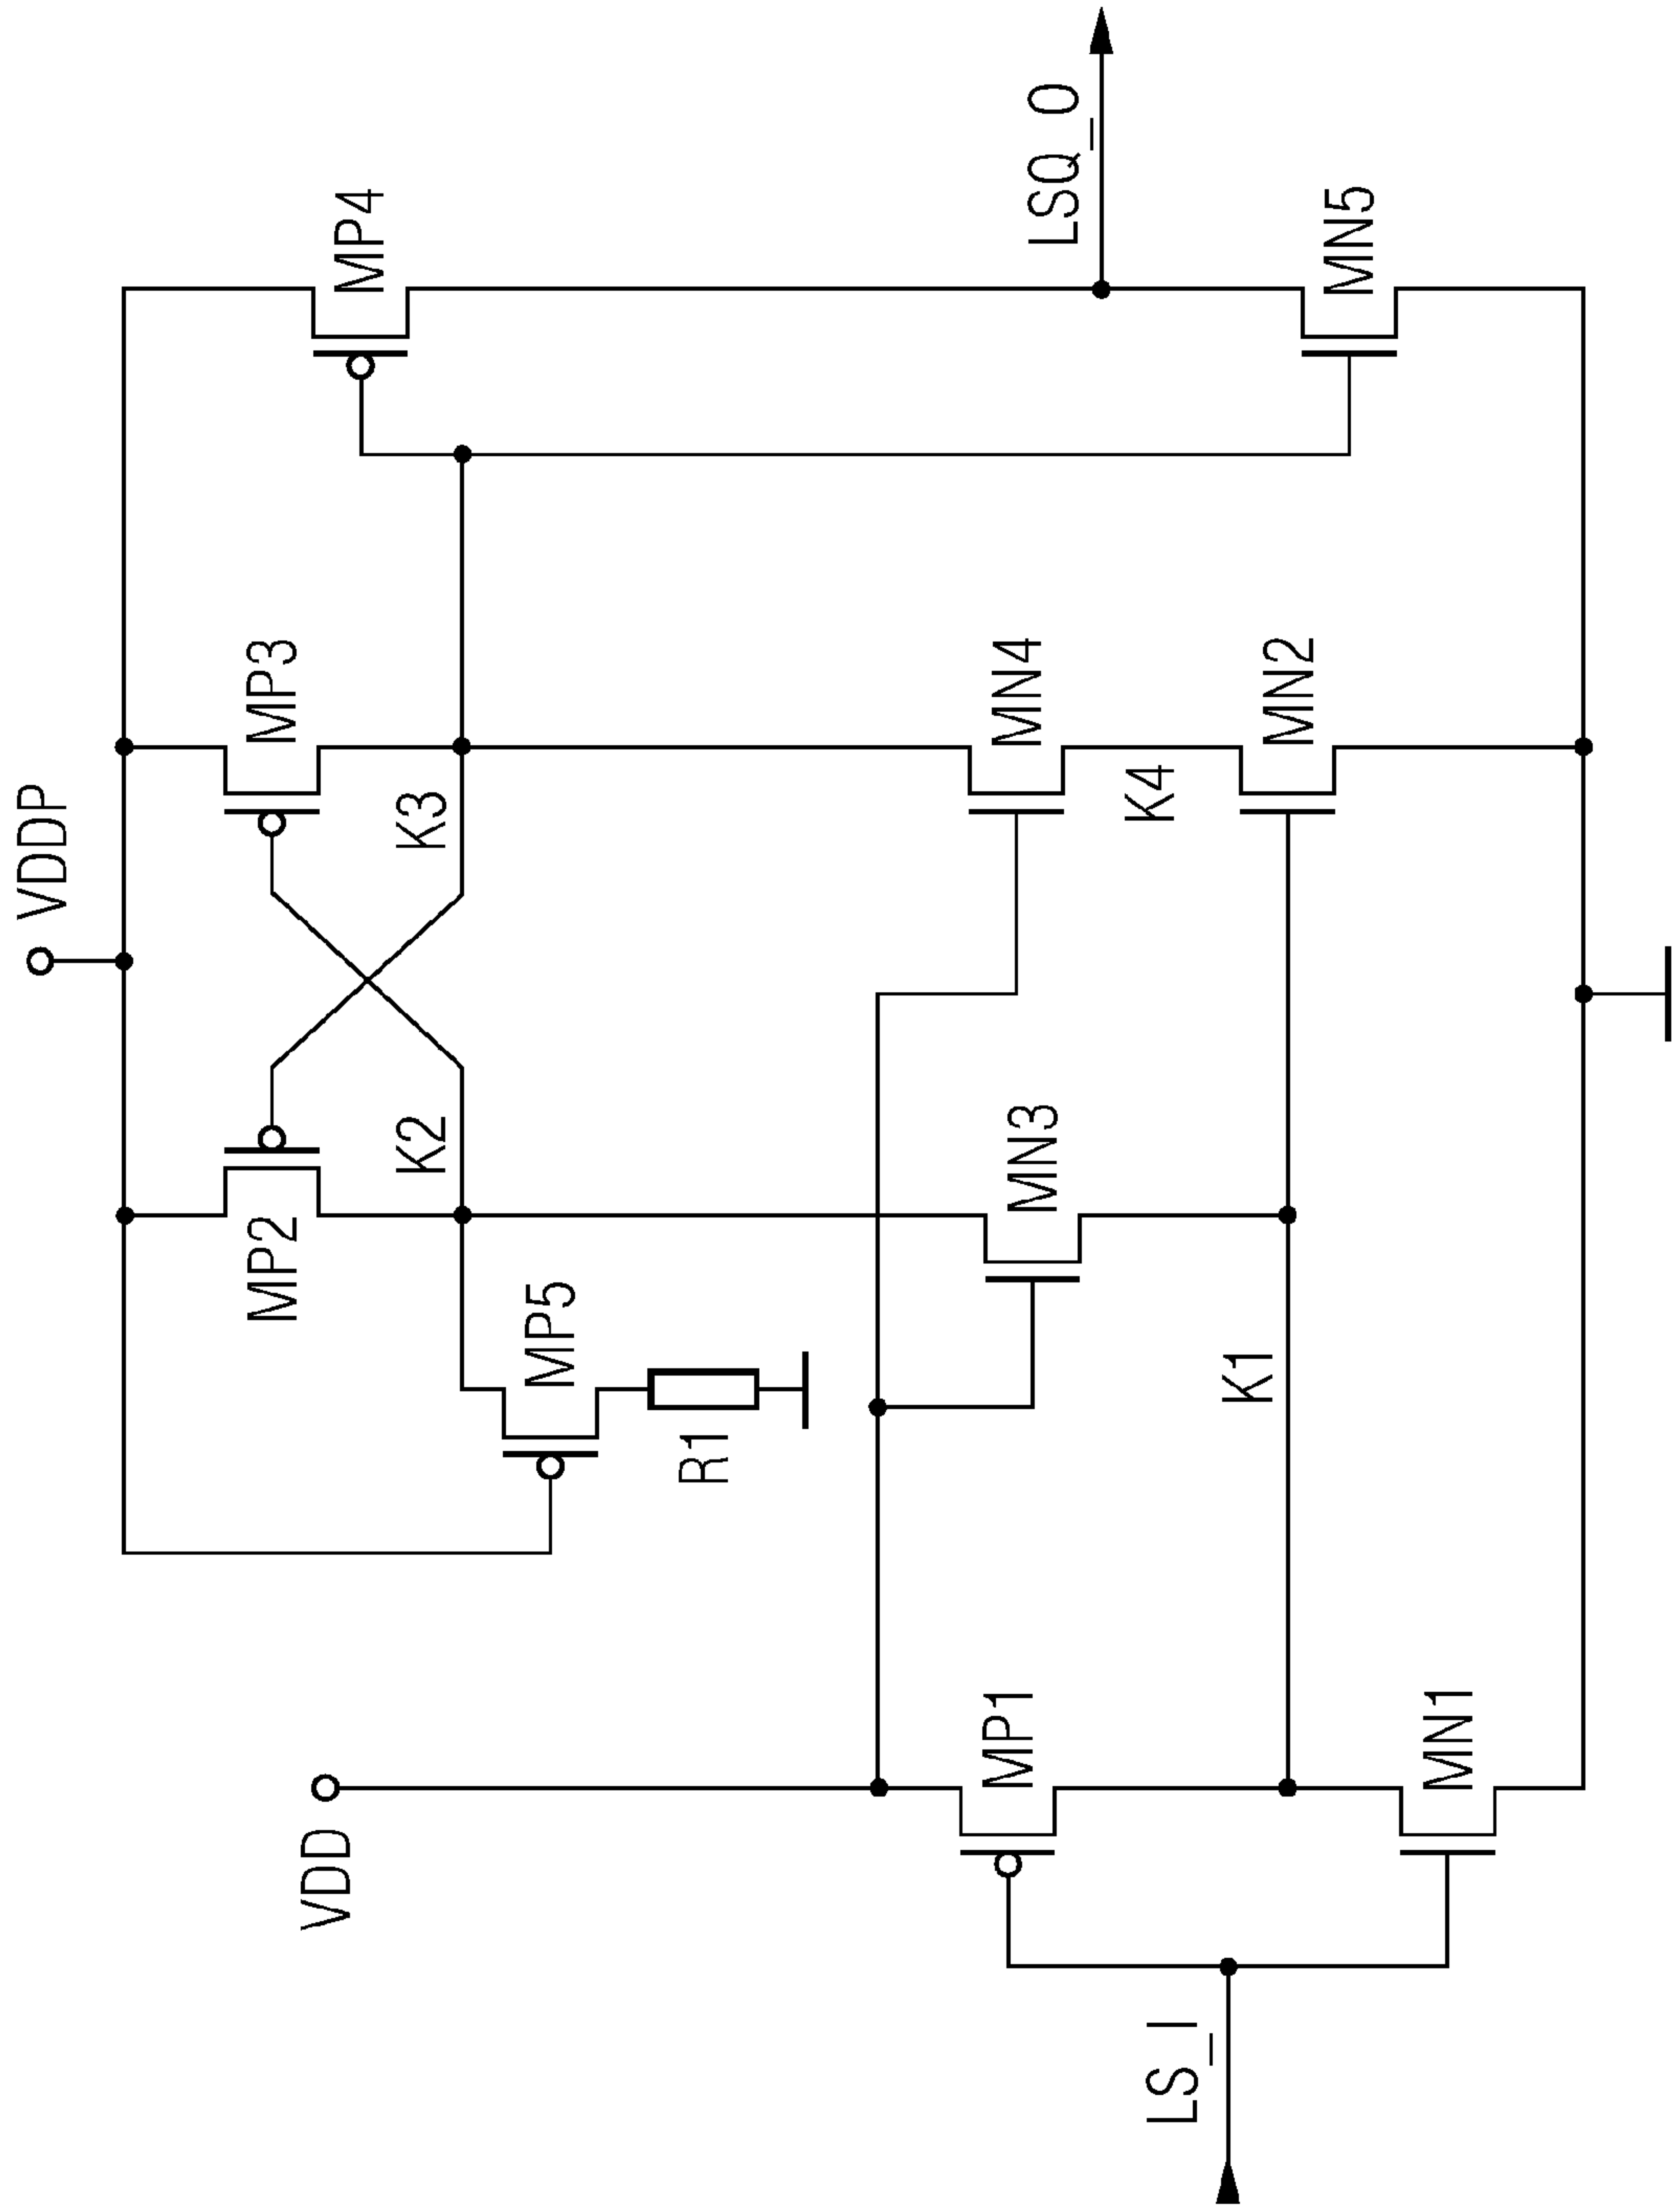 VDDP
VDD
MP2
MP3
MP4
K2
K3
MP5
R1
MP1
MN3
MN4
LSQ_O
K4
K1
LS_I
MN1
MN2
MN5